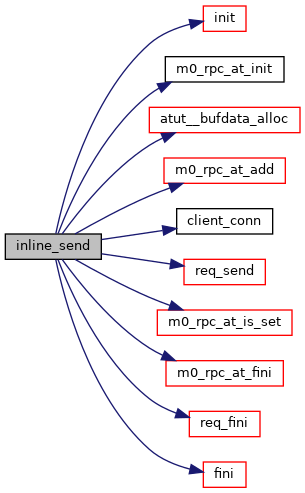 init
m0_rpc_at_init
atut__bufdata_alloc
m0_rpc_at_add
inline_send
client_conn
req_send
m0_rpc_at_is_set
m0_rpc_at_fini
req_fini
fini